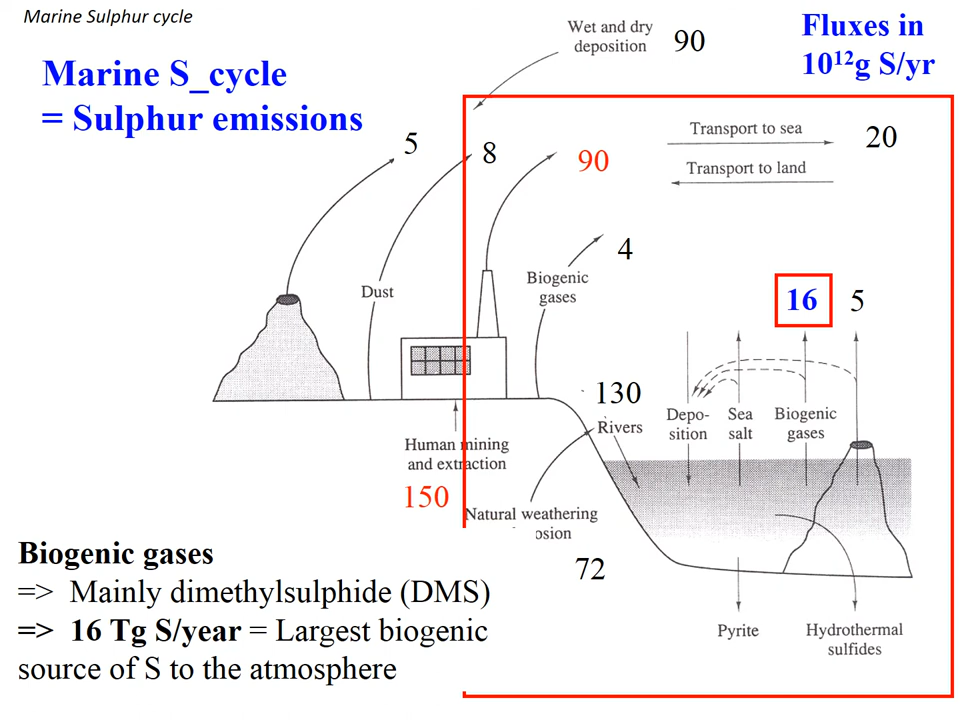 Marine Sulphur cycle
Marine S_cycle
= Sulphur emissions
Wet and dry
deposition
90
Fluxes in
10¹²g S/yr
5
8
90
Transport to sea
20
Transport to land
4
Dust
Biogenic
gases
16
5
130
Rivers
Depo-
sition
Sea
salt
Biogenic
gases
Human mining
and extraction
150
Natural weathering
osion
72
Biogenic gases
=> Mainly dimethylsulphide (DMS)
=> 16 Tg S/year = Largest biogenic
source of S to the atmosphere
Pyrite
Hydrothermal
sulfides